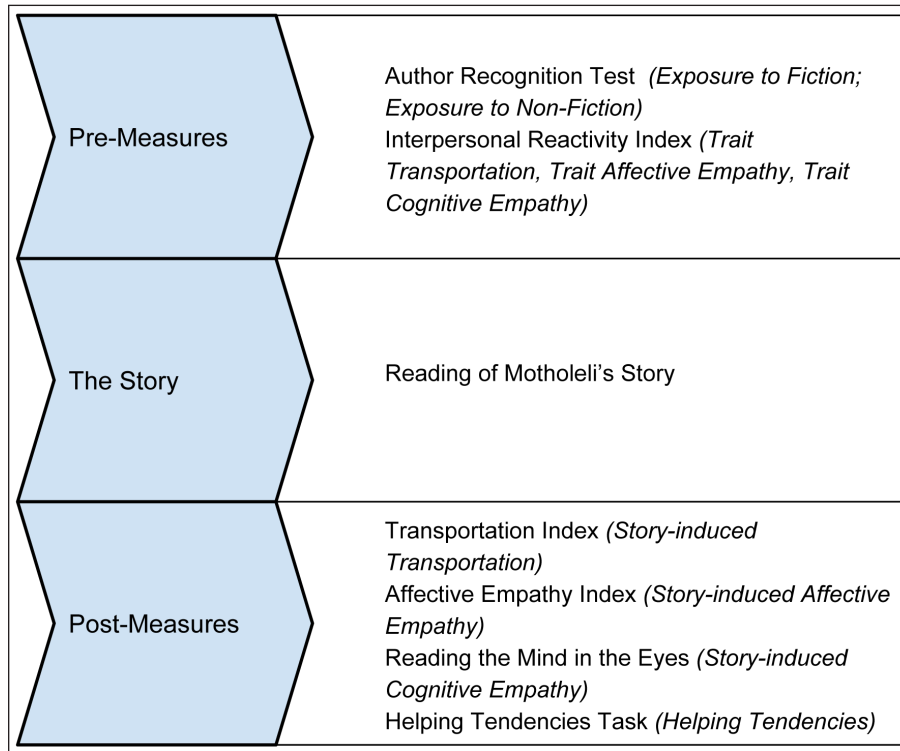 Pre-Measures
Author Recognition Test (Exposure to Fiction;
Exposure to Non-Fiction)
Interpersonal Reactivity Index (Trait
Transportation, Trait Affective Empathy, Trait
Cognitive Empathy)
The Story
Reading of Motholeli’s Story
Post-Measures
Transportation Index (Story-induced
Transportation)
Affective Empathy Index (Story-induced Affective
Empathy)
Reading the Mind in the Eyes (Story-induced
Cognitive Empathy)
Helping Tendencies Task (Helping Tendencies)